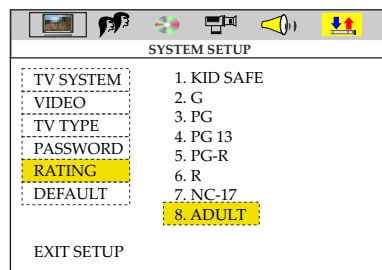 SYSTEM SETUP
TV SYSTEM
VIDEO
TV TYPE
PASSWORD
RATING
DEFAULT
EXIT SETUP
1. KID SAFE
2. G
3. PG
4. PG 13
5. PG-R
6. R
7. NC-17
8. ADULT